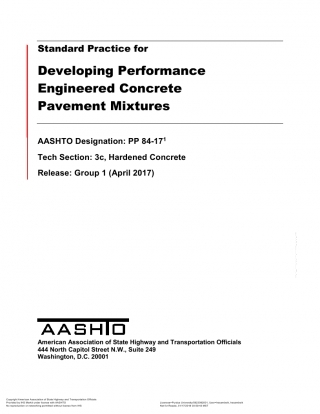 Standard Practice for
Developing Performance
Engineered Concrete
Pavement Mixtures
AASHTO Designation: PP 84-17¹
Tech Section: 3c, Hardened Concrete
Release: Group 1 (April 2017)
AASHTO
American Association of State Highway and Transportation Officials
444 North Capitol Street N.W., Suite 249
Washington, D.C. 20001